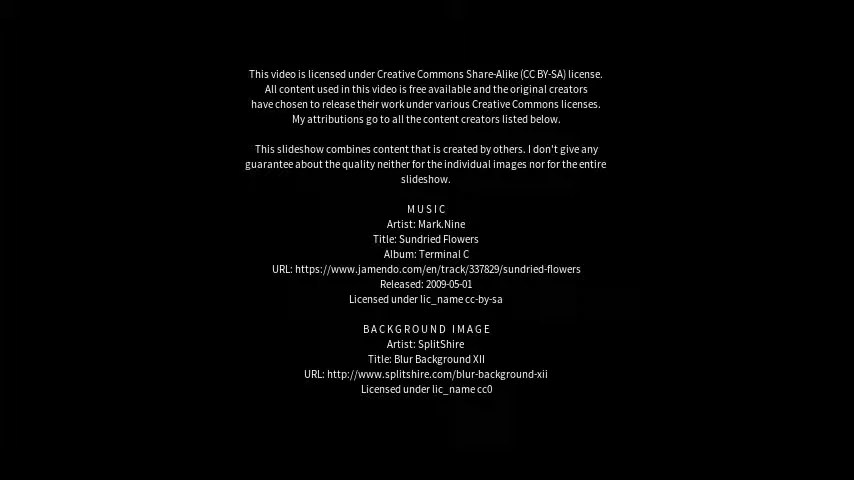 This video is licensed under Creative Commons Share-Alike (CC BY-SA) license.
All content used in this video is free available and the original creators
have chosen to release their work under various Creative Commons licenses.
My attributions go to all the content creators listed below.
This slideshow combines content that is created by others. I don't give any
guarantee about the quality neither for the individual images nor for the entire
slideshow.
MUSIC
Artist: Mark.Nine
Title: Sundried Flowers
Album: Terminal C
URL: https://www.jamendo.com/en/track/337829/sundried-flowers
Released: 2009-05-01
Licensed under lic_name cc-by-sa
BACKGROUND IMAGE
Artist: SplitShire
Title: Blur Background XII
URL: http://www.splitshire.com/blur-background-xii
Licensed under lic_name cc0